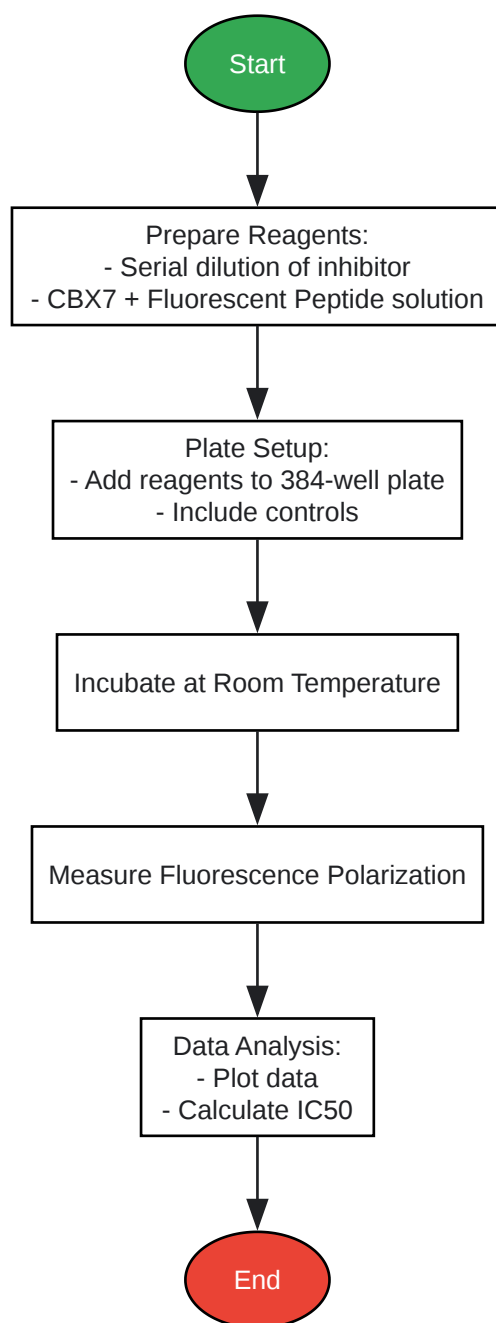 Start
Prepare Reagents:
- Serial dilution of inhibitor
- CBX7 + Fluorescent Peptide solution
Plate Setup:
- Add reagents to 384-well plate
- Include controls
Incubate at Room Temperature
Measure Fluorescence Polarization
Data Analysis:
- Plot data
- Calculate IC50
End